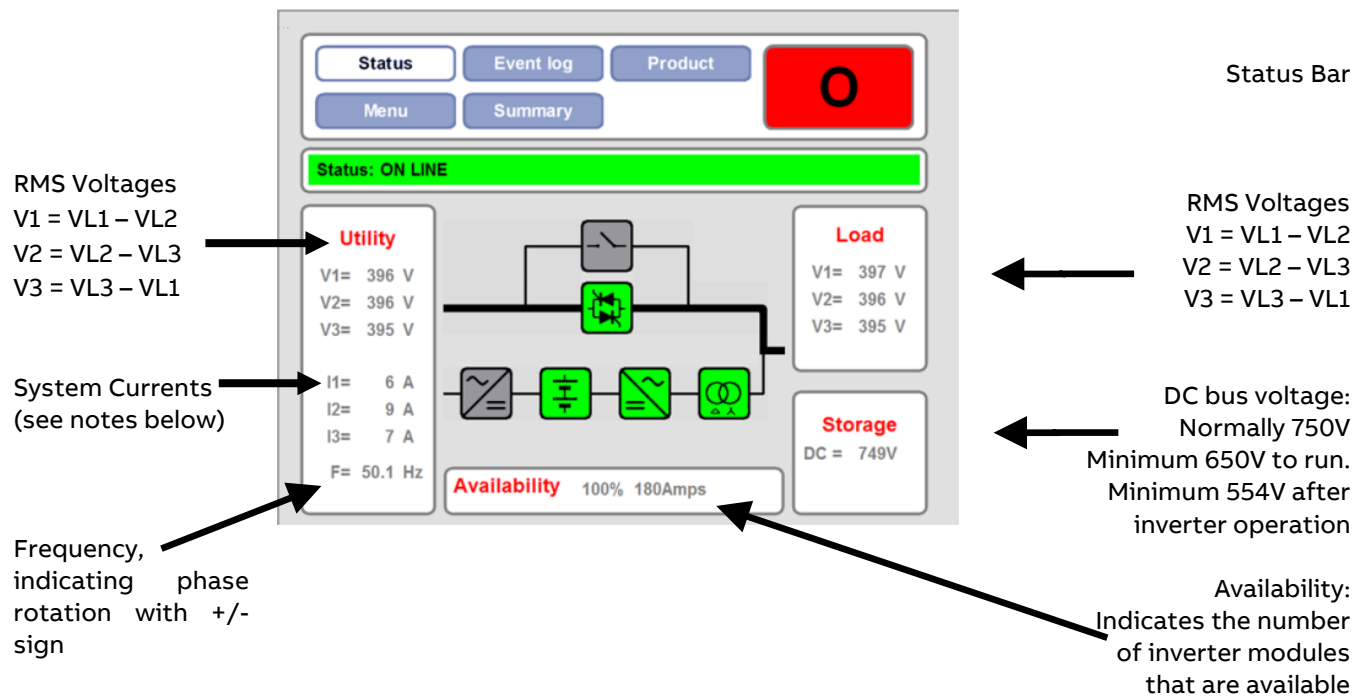 Status
Event log
Product
O
Menu
Summary
Status Bar
Status: ON LINE
RMS Voltages
V1 = VL1 – VL2
V2 = VL2 – VL3
V3 = VL3 – VL1
Utility
V1= 396 V
V2= 396 V
V3= 395 V
I1= 6 A
I2= 9 A
I3= 7 A
F= 50.1 Hz
Load
V1= 397 V
V2= 396 V
V3= 395 V
RMS Voltages
V1 = VL1 – VL2
V2 = VL2 – VL3
V3 = VL3 – VL1
System Currents
(see notes below)
Storage
DC = 749V
DC bus voltage:
Normally 750V
Minimum 650V to run.
Minimum 554V after
inverter operation
Availability 100% 180Amps
Frequency,
indicating phase
rotation with +/-
sign
Availability:
Indicates the number
of inverter modules
that are available